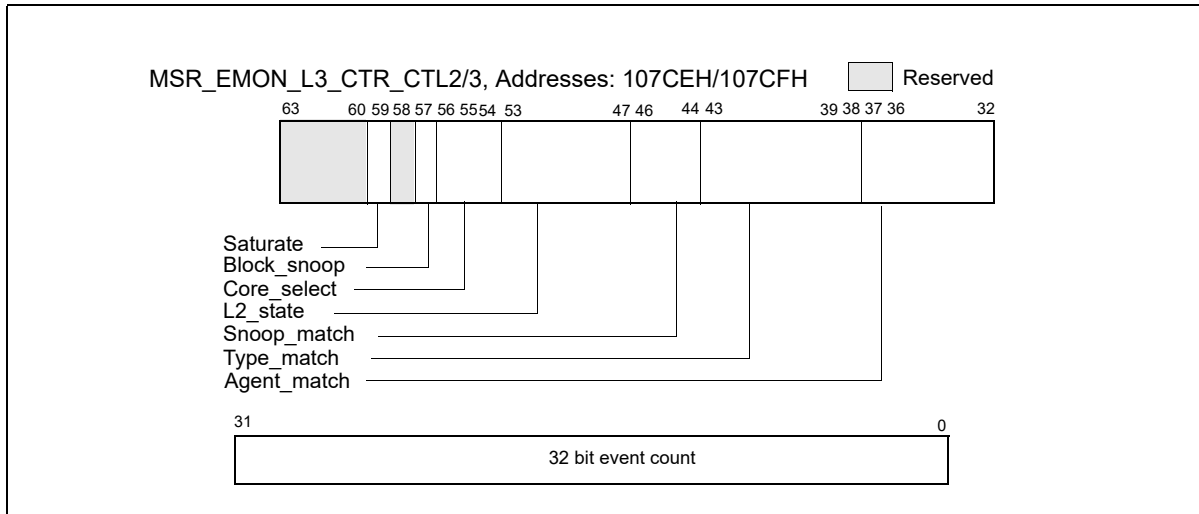 MSR_EMON_L3_CTR_CTL2/3, Addresses: 107CEH/107CFH Reserved
63 60 59 58 57 56 55 54 53 47 46 44 43 39 38 37 36 32
Saturate
Block_snoop
Core_select
L2_state
Snoop_match
Type_match
Agent_match
31 0
32 bit event count